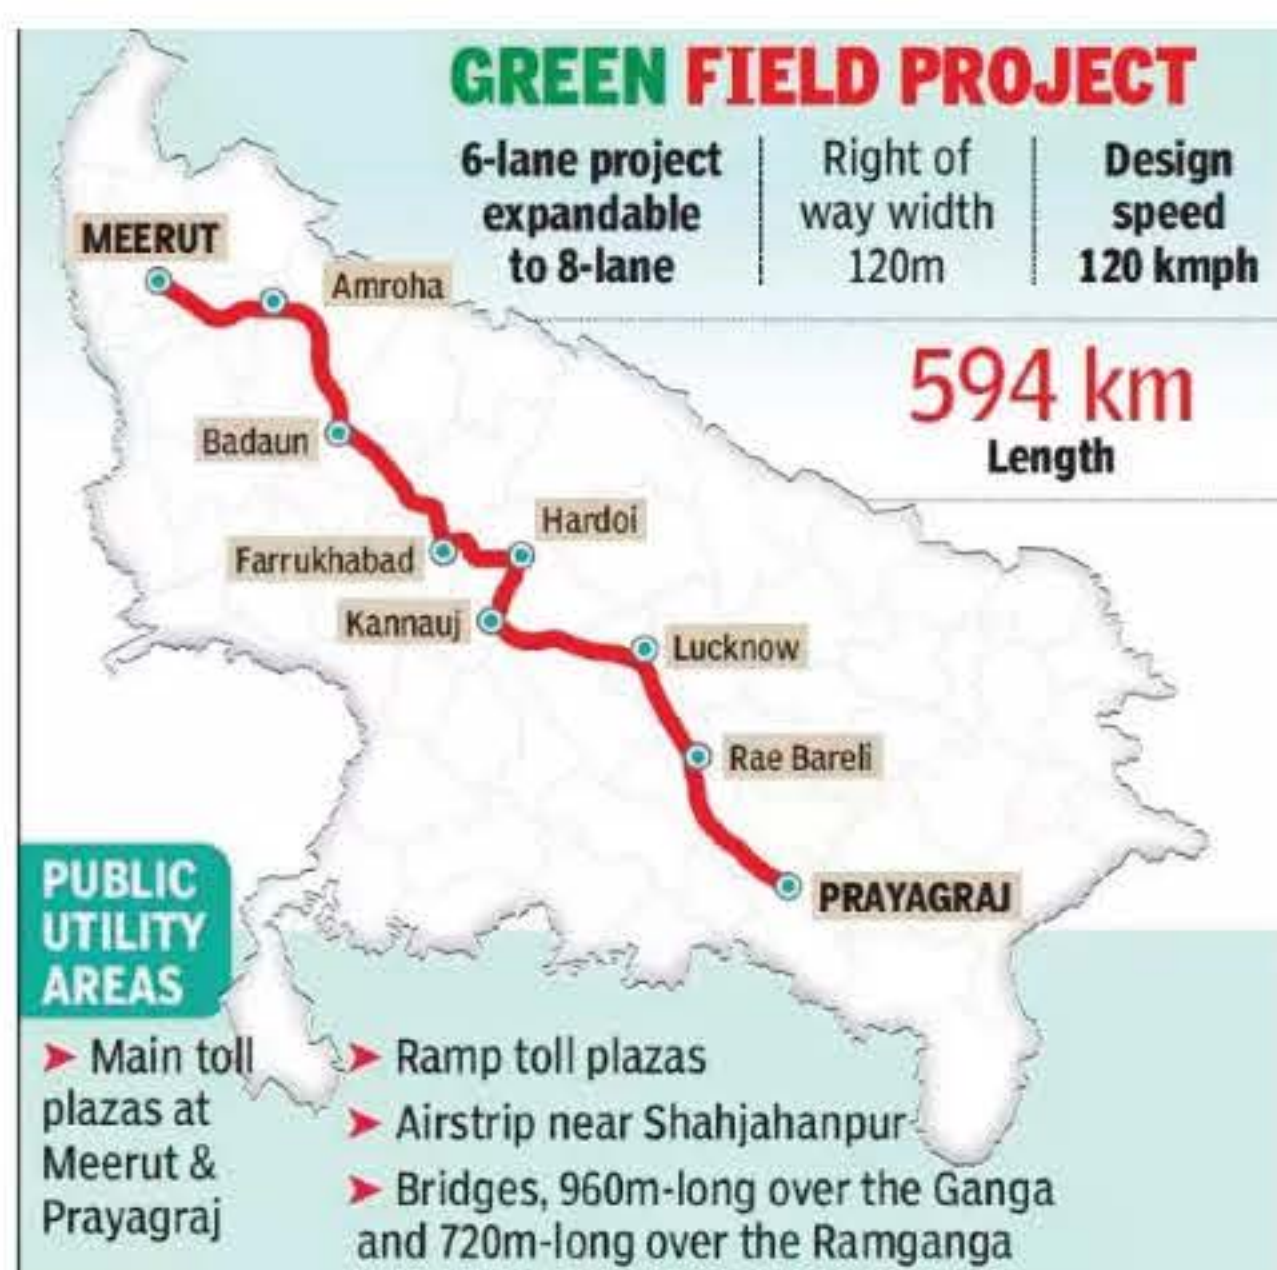 GREEN FIELD PROJECT
6-lane project
expandable
to 8-lane
Right of
way width
120m
Design
speed
120 kmph
594 km
Length
MEERUT
Amroha
Badaun
Hardoi
Farrukhabad
Kannauj
Lucknow
Rae Bareli
PRAYAGRAJ
PUBLIC
UTILITY
AREAS
➤ Main toll
plazas at
Meerut &
Prayagraj
➤ Ramp toll plazas
➤ Airstrip near Shahjahanpur
➤ Bridges, 960m-long over the Ganga
and 720m-long over the Ramganga